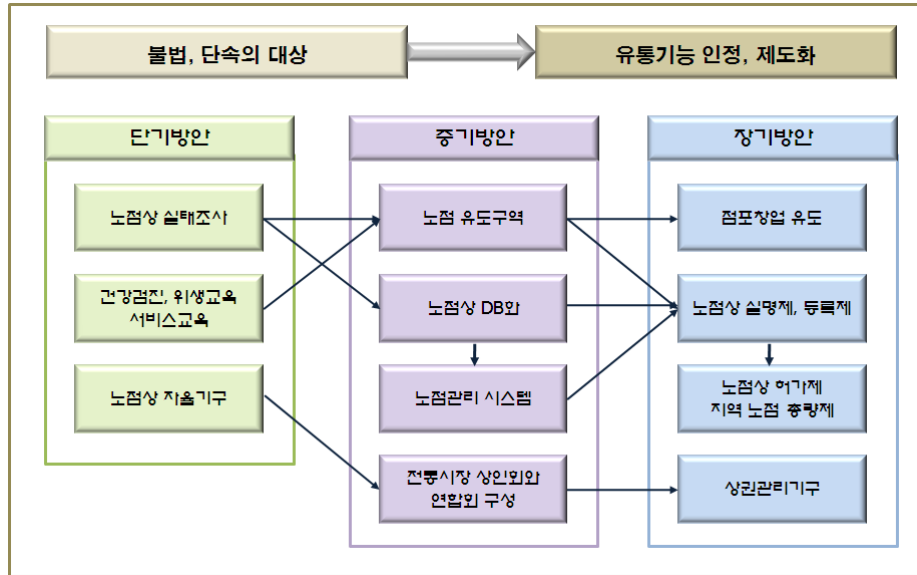 불법, 단속의 대상
유통기능 인정, 제도화
단기방안
중기방안
장기방안
노점상 실태조사
노점 유도구역
점포창업 유도
건강검진, 위생교육
서비스교육
노점상 DB화
노점상 실명제, 등록제
노점상 자율기구
노점관리 시스템
노점상 허가제
지역 노점 총량제
전통시장 상인회와
연합회 구성
상권관리기구